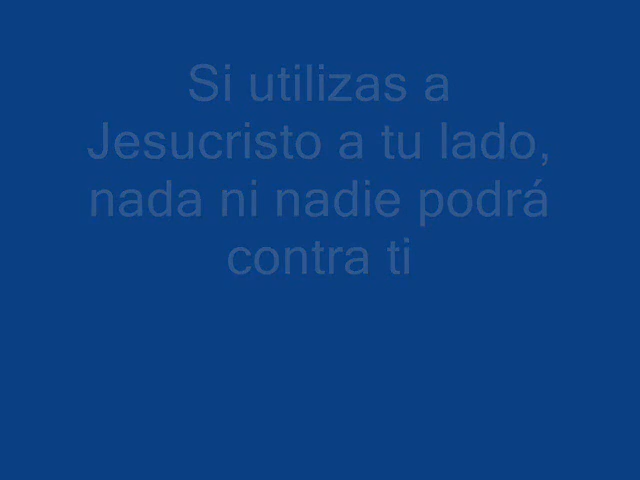 Si utilizas a
Jesucristo a tu lado,
nada ni nadie podrá
contra ti